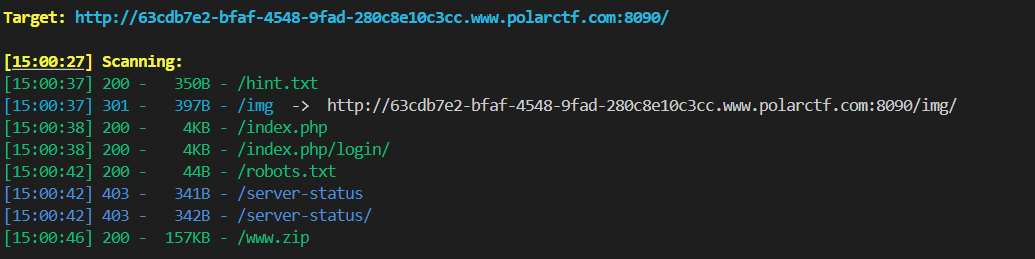 Target: http://63cdb7e2-bfaf-4548-9fad-280c8e10c3cc.www.polarctf.com:8090/
[15:00:27] Scanning:
[15:00:37] 200 - 350B - /hint.txt
[15:00:37] 301 - 397B - /img -> http://63cdb7e2-bfaf-4548-9fad-280c8e10c3cc.www.polarctf.com:8090/img/
[15:00:38] 200 - 4KB - /index.php
[15:00:38] 200 - 4KB - /index.php/login/
[15:00:42] 200 - 44B - /robots.txt
[15:00:42] 403 - 341B - /server-status
[15:00:42] 403 - 342B - /server-status/
[15:00:46] 200 - 157KB - /www.zip